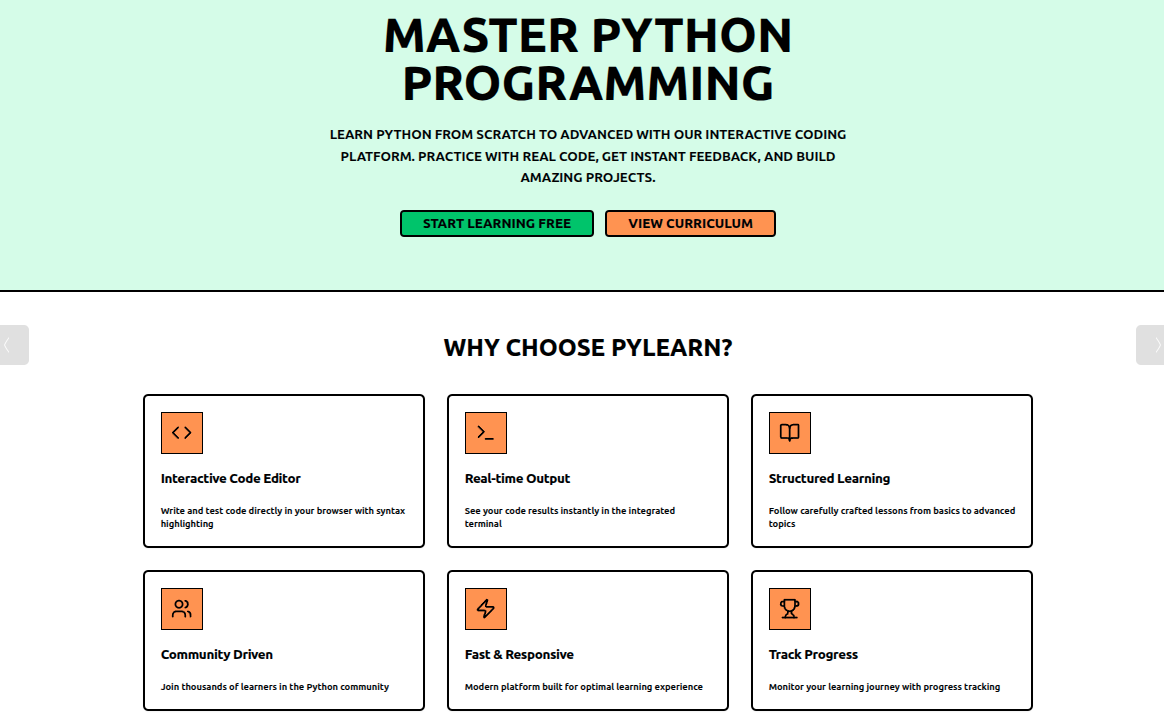 MASTER PYTHON
PROGRAMMING
LEARN PYTHON FROM SCRATCH TO ADVANCED WITH OUR INTERACTIVE CODING
PLATFORM. PRACTICE WITH REAL CODE, GET INSTANT FEEDBACK, AND BUILD
AMAZING PROJECTS.
START LEARNING FREE
VIEW CURRICULUM
WHY CHOOSE PYLEARN?
Interactive Code Editor
Write and test code directly in your browser with syntax
highlighting
Real-time Output
See your code results instantly in the integrated
terminal
Structured Learning
Follow carefully crafted lessons from basics to advanced
topics
Community Driven
Join thousands of learners in the Python community
Fast & Responsive
Modern platform built for optimal learning experience
Track Progress
Monitor your learning journey with progress tracking